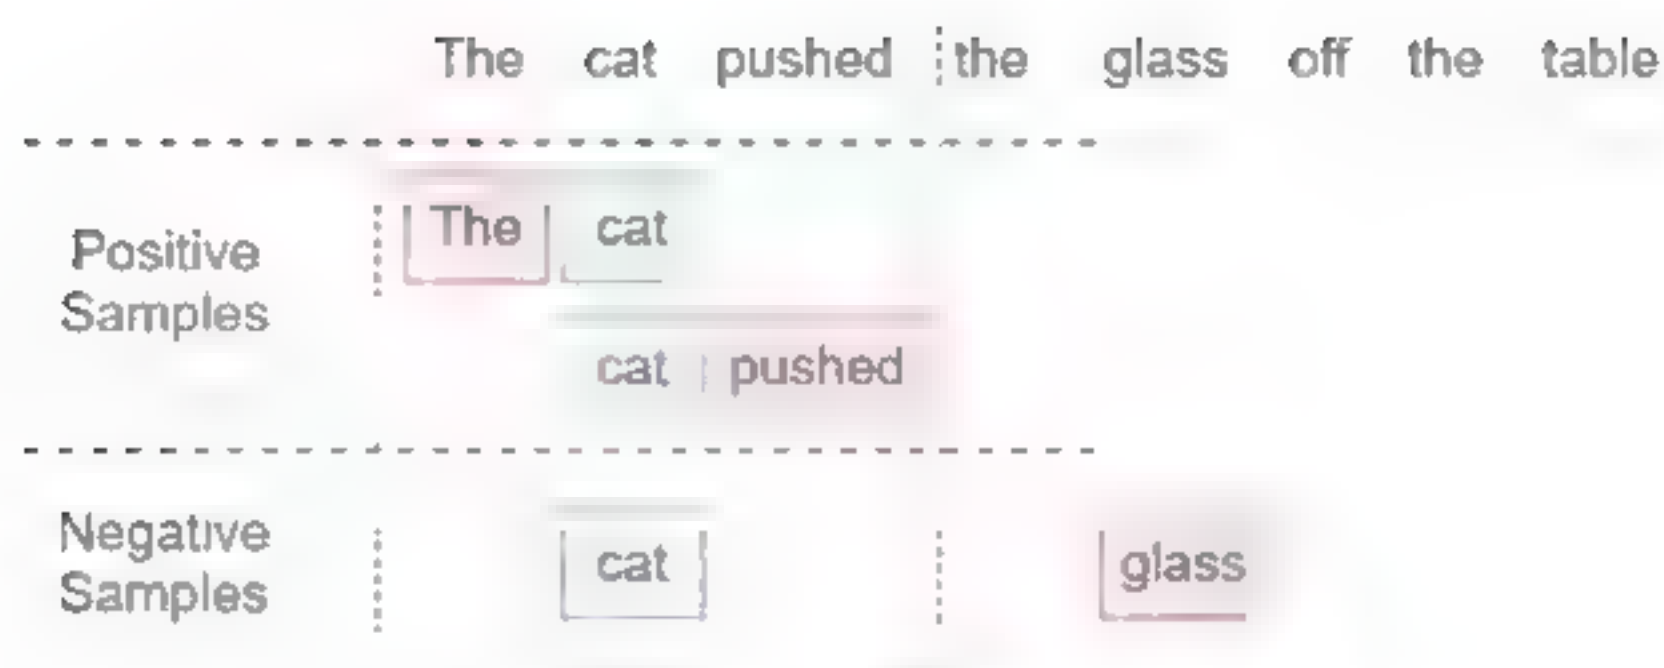 The cat pushed the glass off the table
The cat
Positive
Samples
cat pushed
Negative
Samples
cat glass